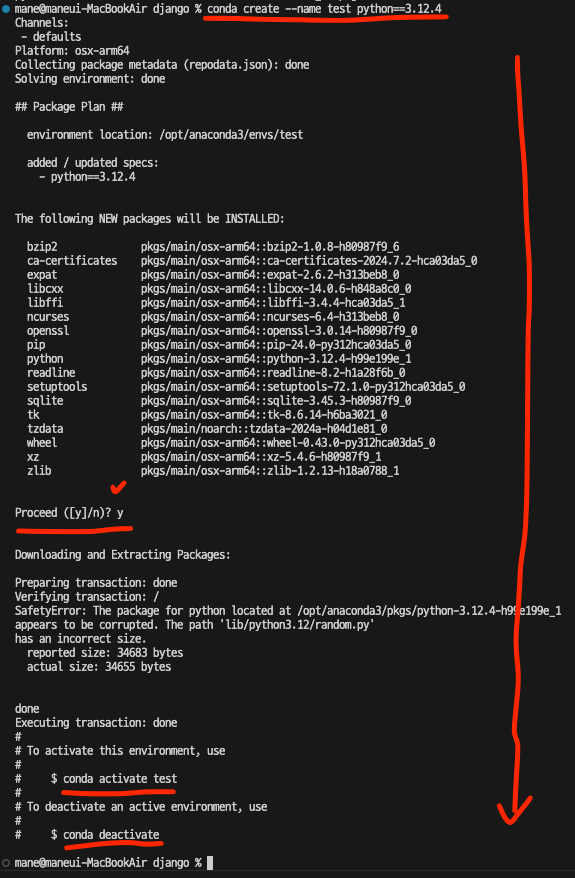 mane@maneui-MacBookAir django % conda create --name test python==3.12.4
Channels:
 - defaults
Platform: osx-arm64
Collecting package metadata (repodata.json): done
Solving environment: done

## Package Plan ##

  environment location: /opt/anaconda3/envs/test

  added / updated specs:
    - python==3.12.4


The following NEW packages will be INSTALLED:

  bzip2              pkgs/main/osx-arm64::bzip2-1.0.8-h80987f9_6
  ca-certificates    pkgs/main/osx-arm64::ca-certificates-2024.7.2-hca03da5_0
  expat              pkgs/main/osx-arm64::expat-2.6.2-h313beb8_0
  libcxx             pkgs/main/osx-arm64::libcxx-14.0.6-h848a8c0_0
  libffi             pkgs/main/osx-arm64::libffi-3.4.4-hca03da5_1
  ncurses            pkgs/main/osx-arm64::ncurses-6.4-h313beb8_0
  openssl            pkgs/main/osx-arm64::openssl-3.0.14-h80987f9_0
  pip                pkgs/main/osx-arm64::pip-24.0-py312hca03da5_0
  python             pkgs/main/osx-arm64::python-3.12.4-h99e199e_1
  readline           pkgs/main/osx-arm64::readline-8.2-h1a28f6b_0
  setuptools         pkgs/main/osx-arm64::setuptools-72.1.0-py312hca03da5_0
  sqlite             pkgs/main/osx-arm64::sqlite-3.45.3-h80987f9_0
  tk                 pkgs/main/osx-arm64::tk-8.6.14-h6ba3021_0
  tzdata             pkgs/main/noarch::tzdata-2024a-h04d1e81_0
  wheel              pkgs/main/osx-arm64::wheel-0.43.0-py312hca03da5_0
  xz                 pkgs/main/osx-arm64::xz-5.4.6-h80987f9_1
  zlib               pkgs/main/osx-arm64::zlib-1.2.13-h18a0788_1

Proceed ([y]/n)? y

Downloading and Extracting Packages:

Preparing transaction: done
Verifying transaction: /
SafetyError: The package for python located at /opt/anaconda3/pkgs/python-3.12.4-h99e199e_1
appears to be corrupted. The path 'lib/python3.12/random.py'
has an incorrect size.
  reported size: 34683 bytes
  actual size: 34655 bytes


done
Executing transaction: done
#
# To activate this environment, use
#
#     $ conda activate test
#
# To deactivate an active environment, use
#
#     $ conda deactivate

mane@maneui-MacBookAir django %